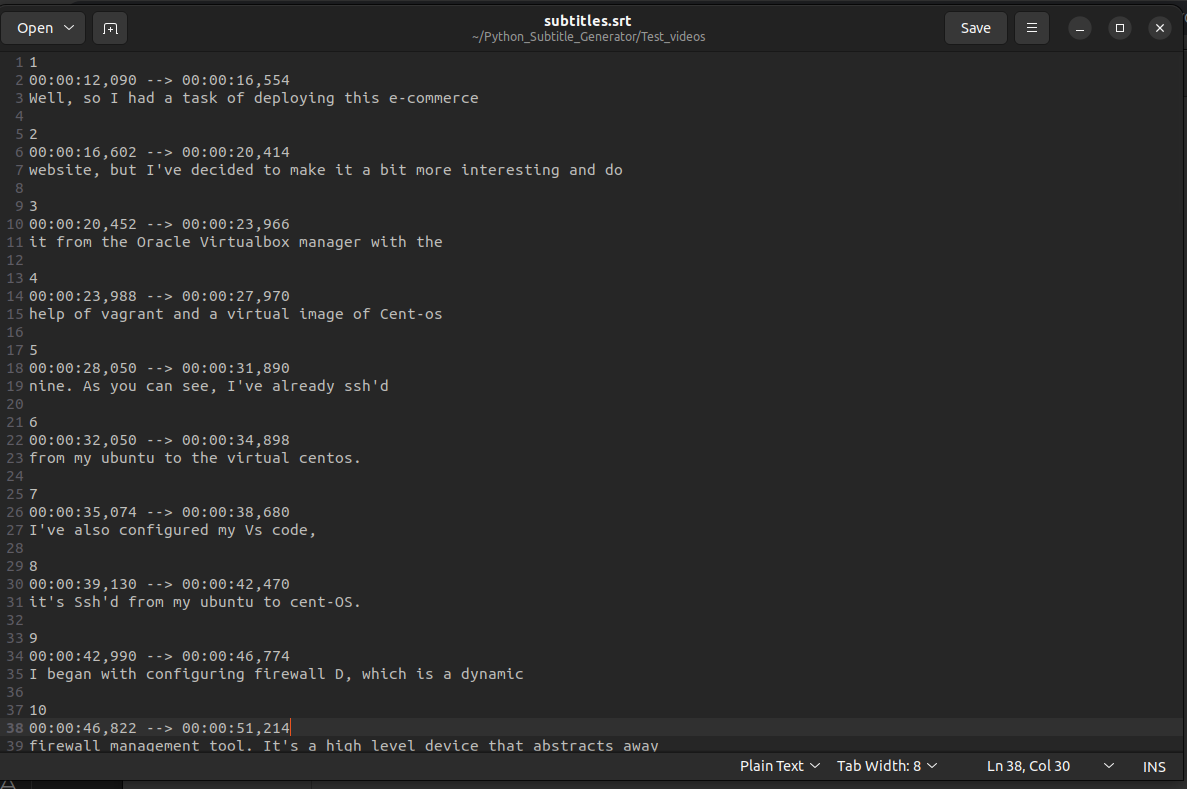 Open
subtitles.srt
~/Python_Subtitle_Generator/Test_videos
Save
1 1
2 00:00:12,090 --> 00:00:16,554
3 Well, so I had a task of deploying this e-commerce
4
5 2
6 00:00:16,602 --> 00:00:20,414
7 website, but I've decided to make it a bit more interesting and do
8
9 3
10 00:00:20,452 --> 00:00:23,966
11 it from the Oracle Virtualbox manager with the
12
13 4
14 00:00:23,988 --> 00:00:27,970
15 help of vagrant and a virtual image of Cent-os
16
17 5
18 00:00:28,050 --> 00:00:31,890
19 nine. As you can see, I've already ssh'd
20
21 6
22 00:00:32,050 --> 00:00:34,898
23 from my ubuntu to the virtual centos.
24
25 7
26 00:00:35,074 --> 00:00:38,680
27 I've also configured my Vs code,
28
29 8
30 00:00:39,130 --> 00:00:42,470
31 it's Ssh'd from my ubuntu to cent-OS.
32
33 9
34 00:00:42,990 --> 00:00:46,774
35 I began with configuring firewall D, which is a dynamic
36
37 10
38 00:00:46,822 --> 00:00:51,214
39 firewall management tool. It's a high level device that abstracts away
Plain Text
Tab Width: 8
Ln 38, Col 30
INS